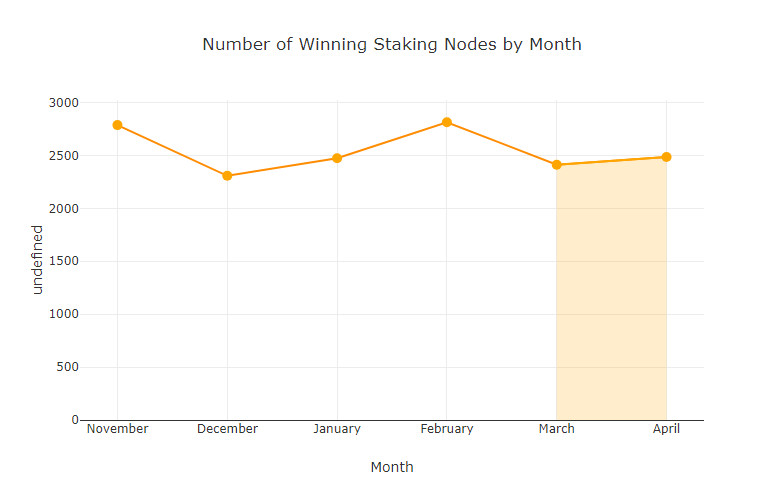 Number of Winning Staking Nodes by Month
3000
2500
2000
1500
1000
500
0
undefined
November December January February March April
Month